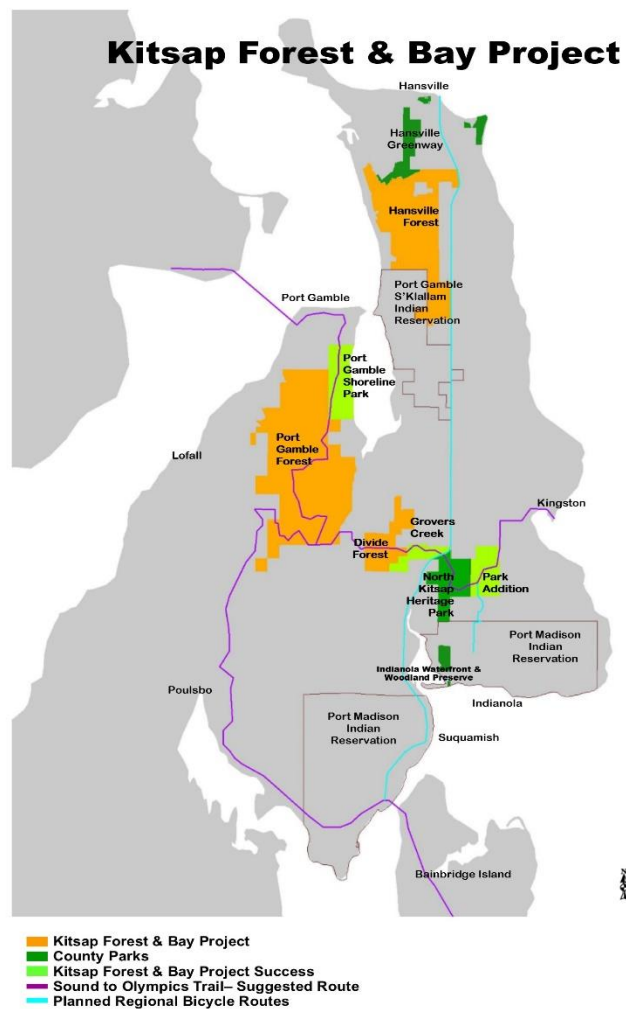 Kitsap Forest & Bay Project
Hansville
Hansville
Greenway
Hansville
Forest
Port Gamble
S'Klallam
Indian
Reservation
Port Gamble
Port
Gamble
Shoreline
Park
Port
Gamble
Forest
Lofall
Kingston
Grovers
Creek
Divide
Forest
North
Kitsap
Heritage
Park
Park
Addition
Port Madison
Indian
Reservation
Indianola Waterfront &
Woodland Preserve
Indianola
Poulsbo
Port Madison
Indian
Reservation
Suquamish
Bainbridge Island
Kitsap Forest & Bay Project
County Parks
Kitsap Forest & Bay Project Success
Sound to Olympics Trail– Suggested Route
Planned Regional Bicycle Routes